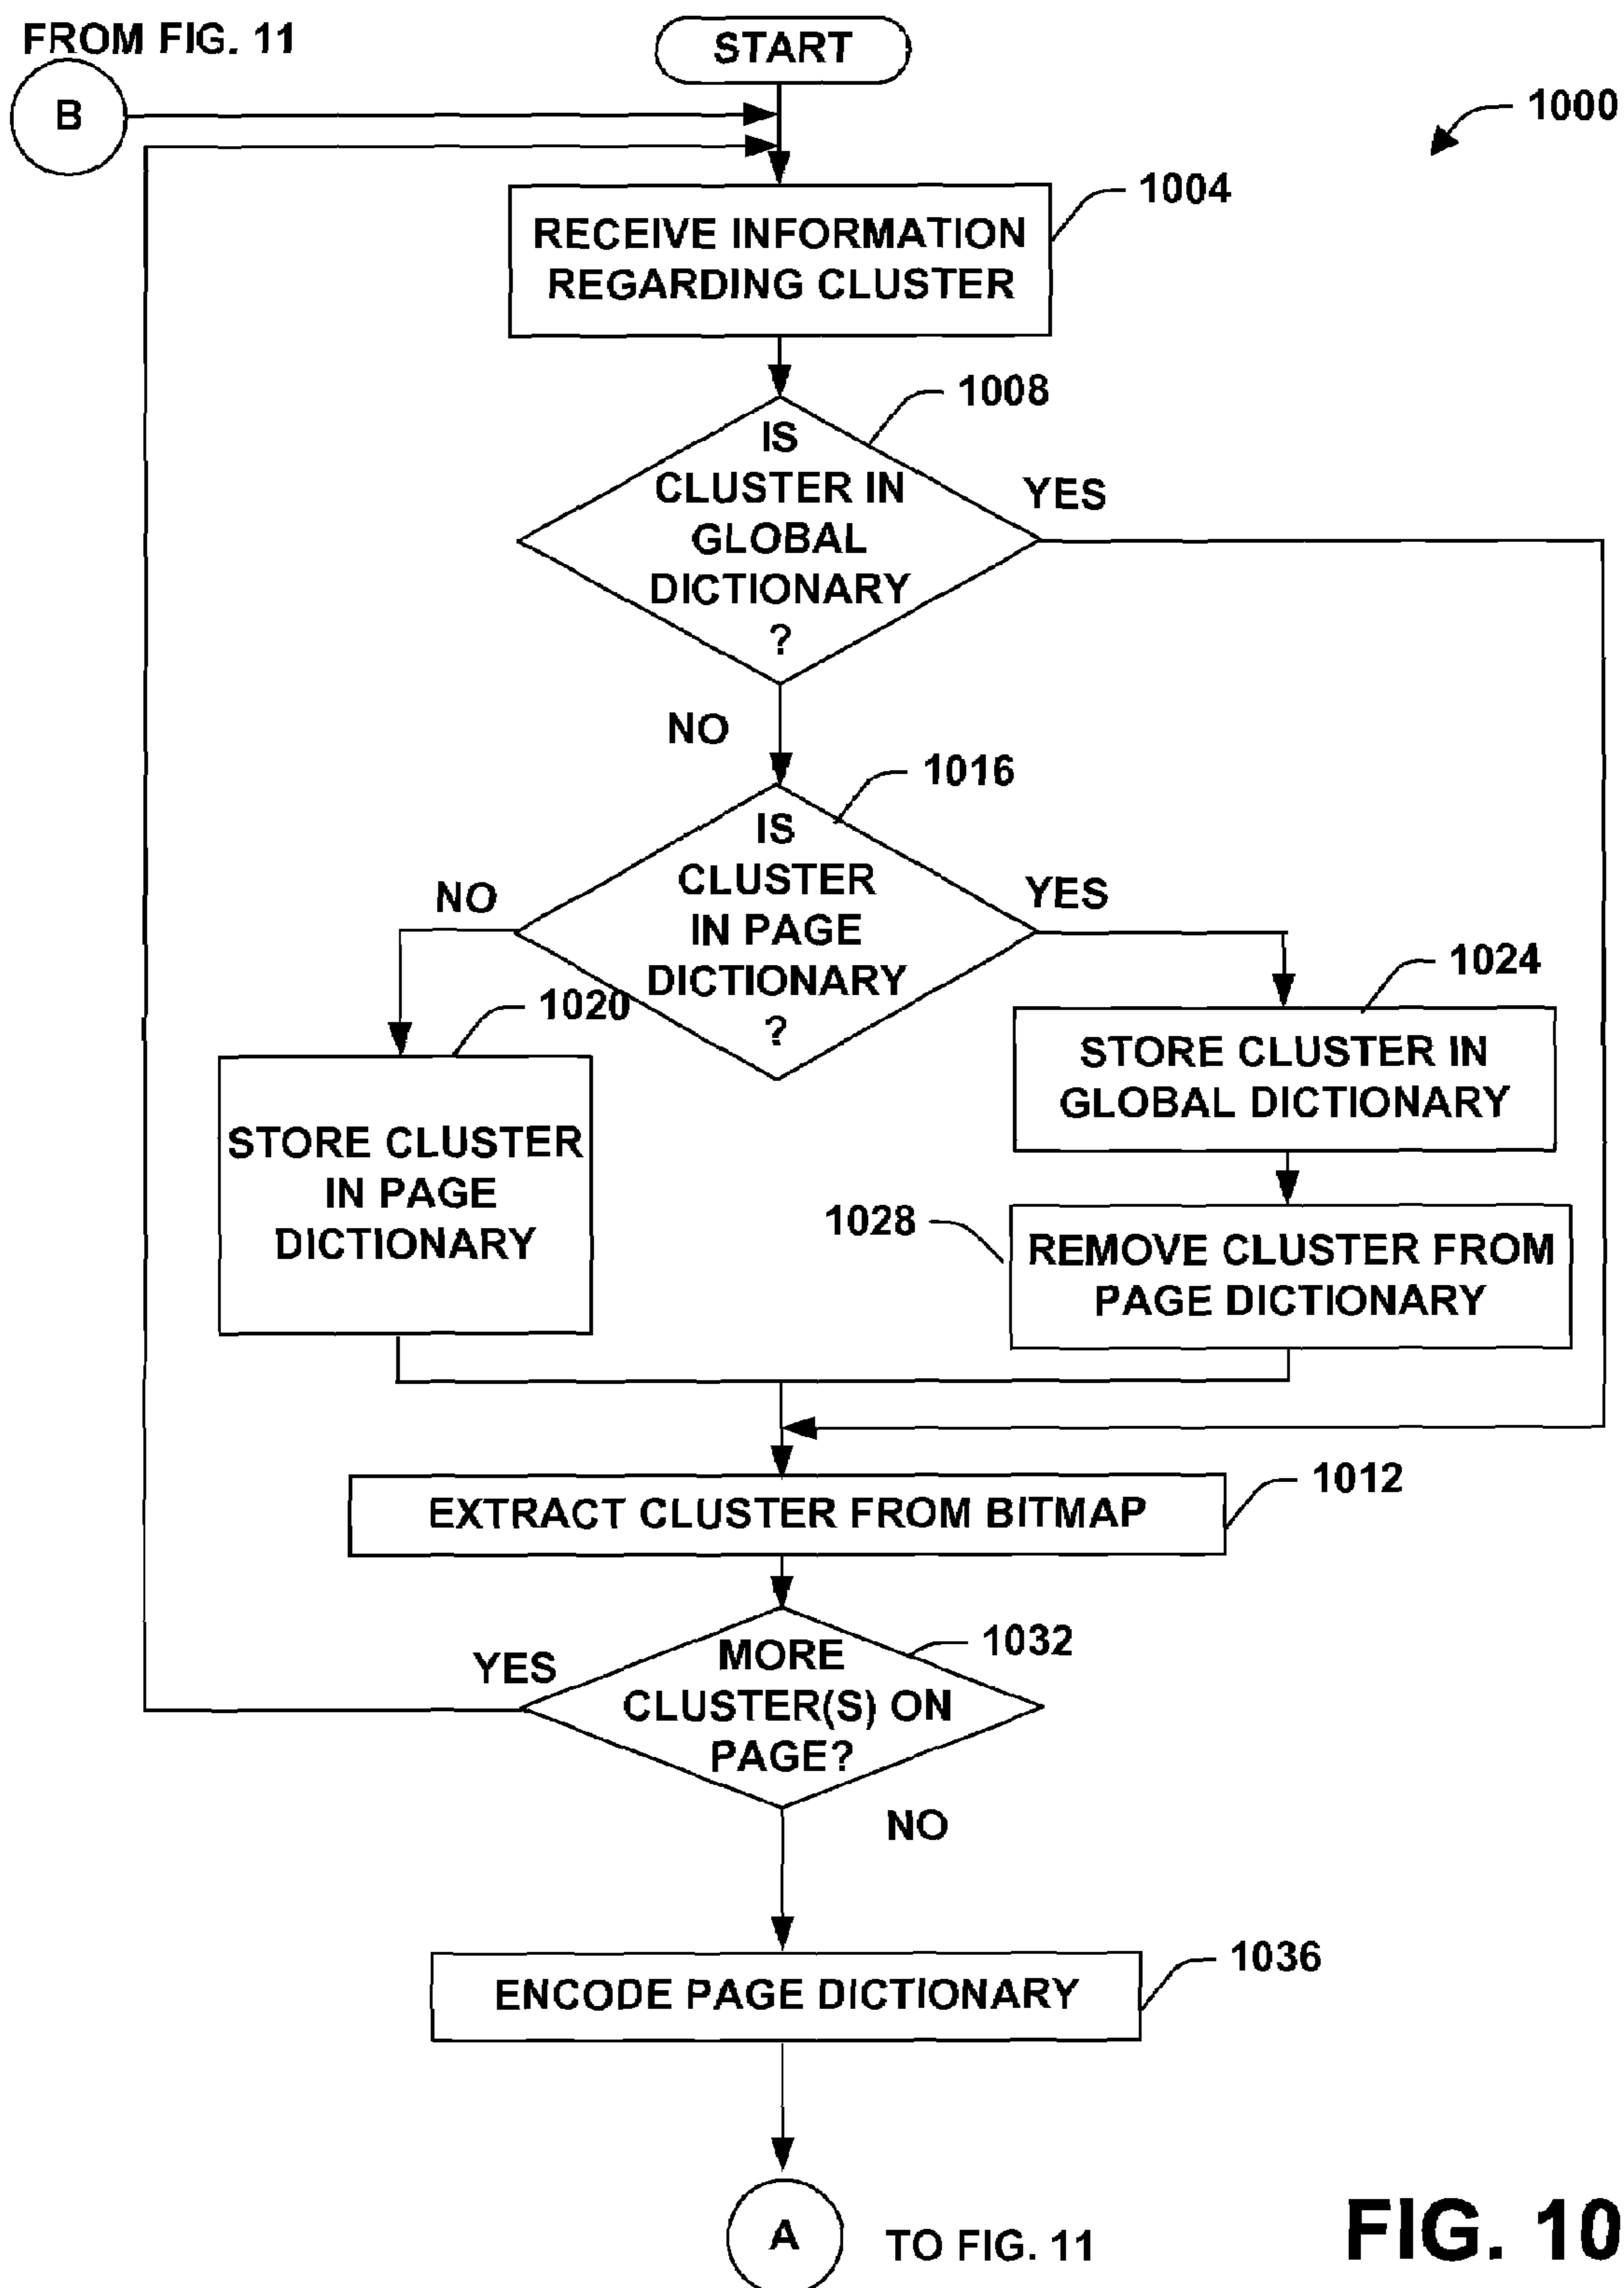 FROM FIG. 11
START
B
1000
1004
RECEIVE INFORMATION
REGARDING CLUSTER
1008
IS
CLUSTER IN
GLOBAL
DICTIONARY
?
YES
NO
1016
IS
CLUSTER
IN PAGE
DICTIONARY
?
NO
YES
1020
STORE CLUSTER
IN PAGE
DICTIONARY
1024
STORE CLUSTER IN
GLOBAL DICTIONARY
1028
REMOVE CLUSTER FROM
PAGE DICTIONARY
1012
EXTRACT CLUSTER FROM BITMAP
1032
MORE
CLUSTER(S) ON
PAGE?
YES
NO
1036
ENCODE PAGE DICTIONARY
A
TO FIG. 11
FIG. 10